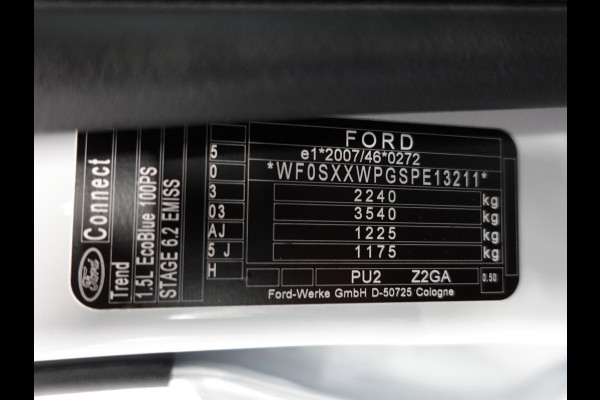 FORD
e1*2007/46*0272
*WF0SXXWPGSPE13211*
2240 kg
3540 kg
1225 kg
1175 kg
PU2 Z2GA 0.50
Ford-Werke GmbH D-50725 Cologne
5
0
3
03
AJ
5 J
H
Ford Connect
Trend
1.5L EcoBlue 100PS
STAGE 6.2 EMISS